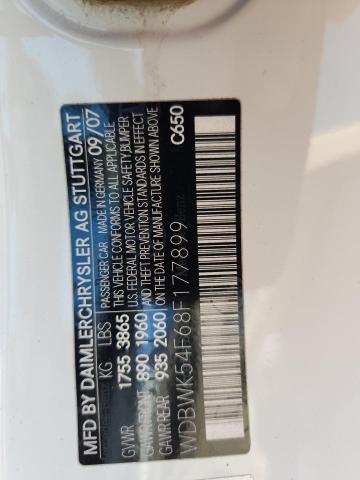 MFD BY DAIMLERCHRYSLER AG STUTTGART
PASSENGER CAR MADE IN GERMANY 09/07
KG LBS THIS VEHICLE CONFORMS TO ALL APPLICABLE
U.S. FEDERAL MOTOR VEHICLE SAFETY BUMPER
GVWR 1755 3865 AND THEFT PREVENTION STANDARDS IN EFFECT
GAWR FRONT 890 1960 ON THE DATE OF MANUFACTURE SHOWN ABOVE
GAWR REAR 935 2060 C650
WDBWK54F68F177899